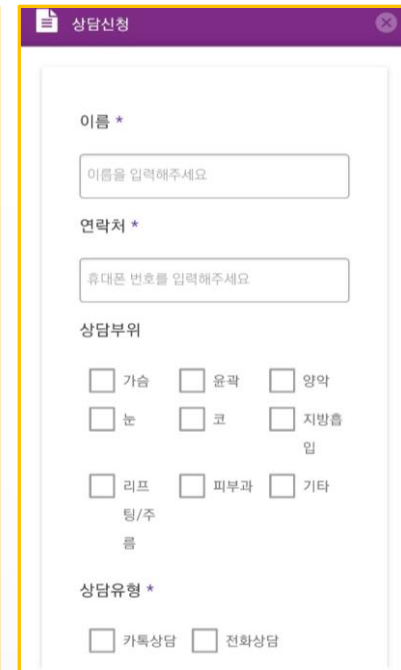 상담신청
이름 *
이름을 입력해주세요
연락처 *
휴대폰 번호를 입력해주세요
상담부위
가슴 윤곽 양악
눈 코 지방흡
입
리프 피부과 기타
팅/주
름
상담유형 *
카톡상담 전화상담